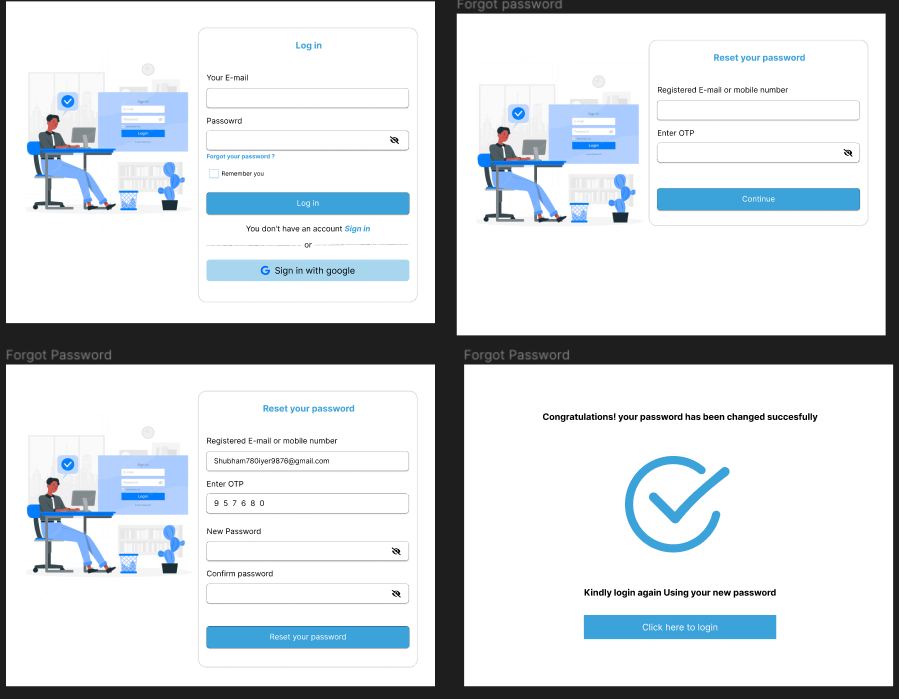 Log in
Your E-mail
Passowrd
Forgot your password ?
Remember you
Log In
You don't have an account Sign in
or
Sign in with google
Forgot password
Reset your password
Registered E-mail or mobile number
Enter OTP
Continue
Forgot Password
Reset your password
Registered E-mail or mobile number
Shubham780iyer9876@gmail.com
Enter OTP
9 5 7 6 8 0
New Password
Confirm password
Reset your password
Forgot Password
Congratulations! your password has been changed succesfully
Kindly login again Using your new password
Click here to login